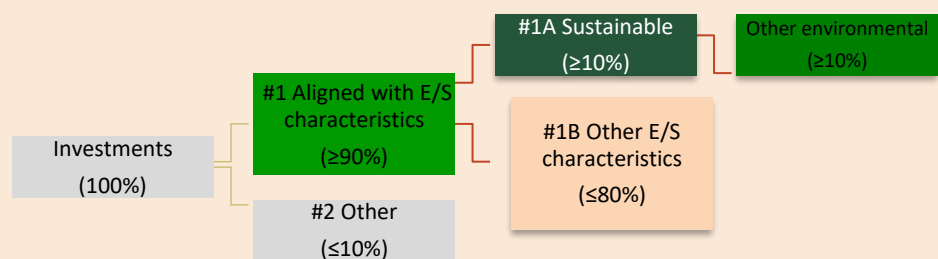 Investments
(100%)
#1 Aligned with E/S
characteristics
(≥90%)
#2 Other
(≤10%)
#1A Sustainable
(≥10%)
#1B Other E/S
characteristics
(≤80%)
Other environmental
(≥10%)